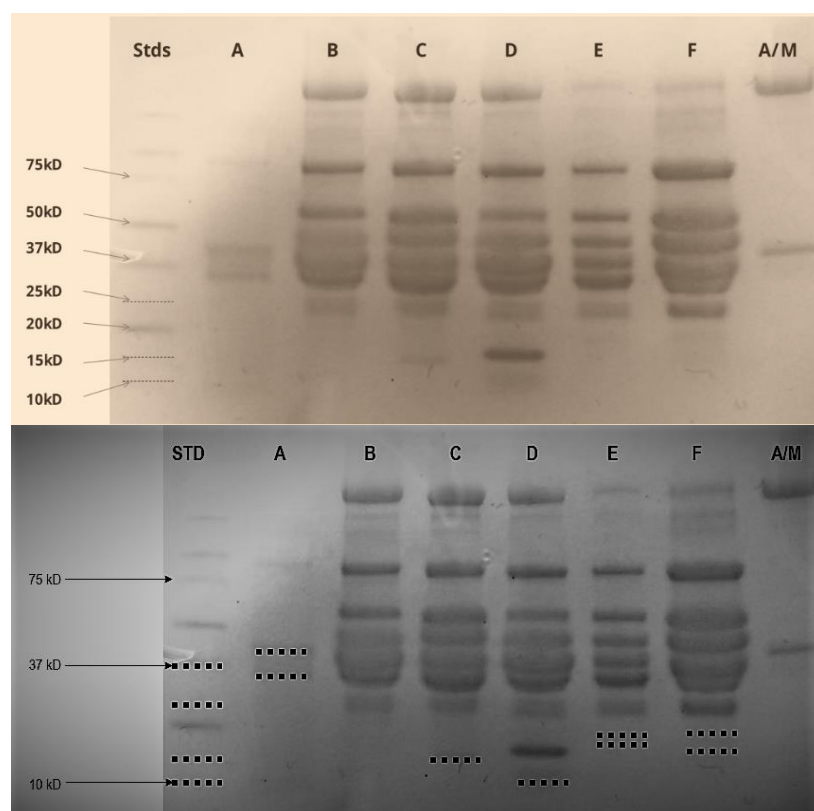 Stds A B C D E F A/M
75kD
50kD
37kD
25kD
20kD
15kD
10kD
STD A B C D E F A/M
75 kD
37 kD
10 kD